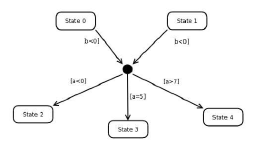 State 0
State 1
b<0]
b<0]
[a<0]
[a>7]
[a=5]
State 2
State 3
State 4